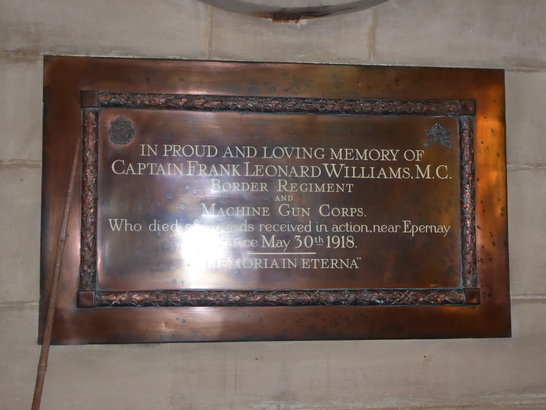 IN PROUD AND LOVING MEMORY OF
CAPTAIN FRANK LEONARD WILLIAMS, M.C.
BORDER REGIMENT
AND
MACHINE GUN CORPS.
Who died received in action, near Epernay
May 30th 1918.
IN ETERNA"